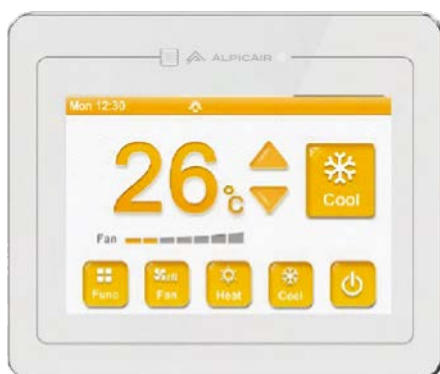 ALPICAIR
Mon 12:30
26°C
Cool
Fan
Func
Fan
Heat
Cool